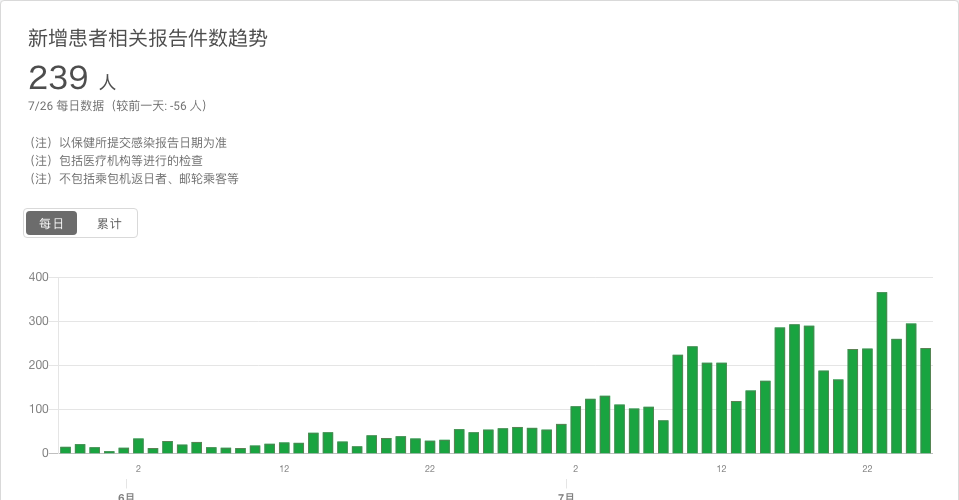 新增患者相关报告件数趋势
239 人
7/26 每日数据（较前一天: -56 人）
（注）以保健所提交感染报告日期为准
（注）包括医疗机构等进行的检查
（注）不包括乘包机返日者、邮轮乘客等
每日 累计
400
300
200
100
0
2 12 22 2 12 22
6月 7月